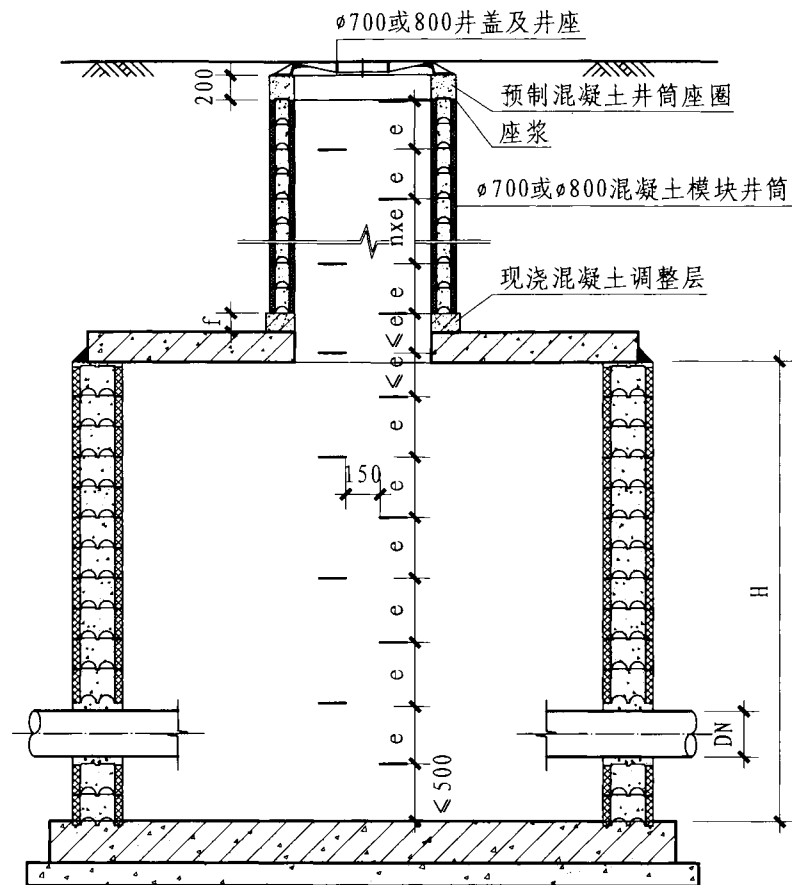 ø700或800井盖及井座
200
预制混凝土井筒座圈
座浆
e
e
ø700或ø800混凝土模块井筒
nxe
e
现浇混凝土调整层
f
≤e
≤e
e
150
e
e
e
e
e
H
DN
≤500